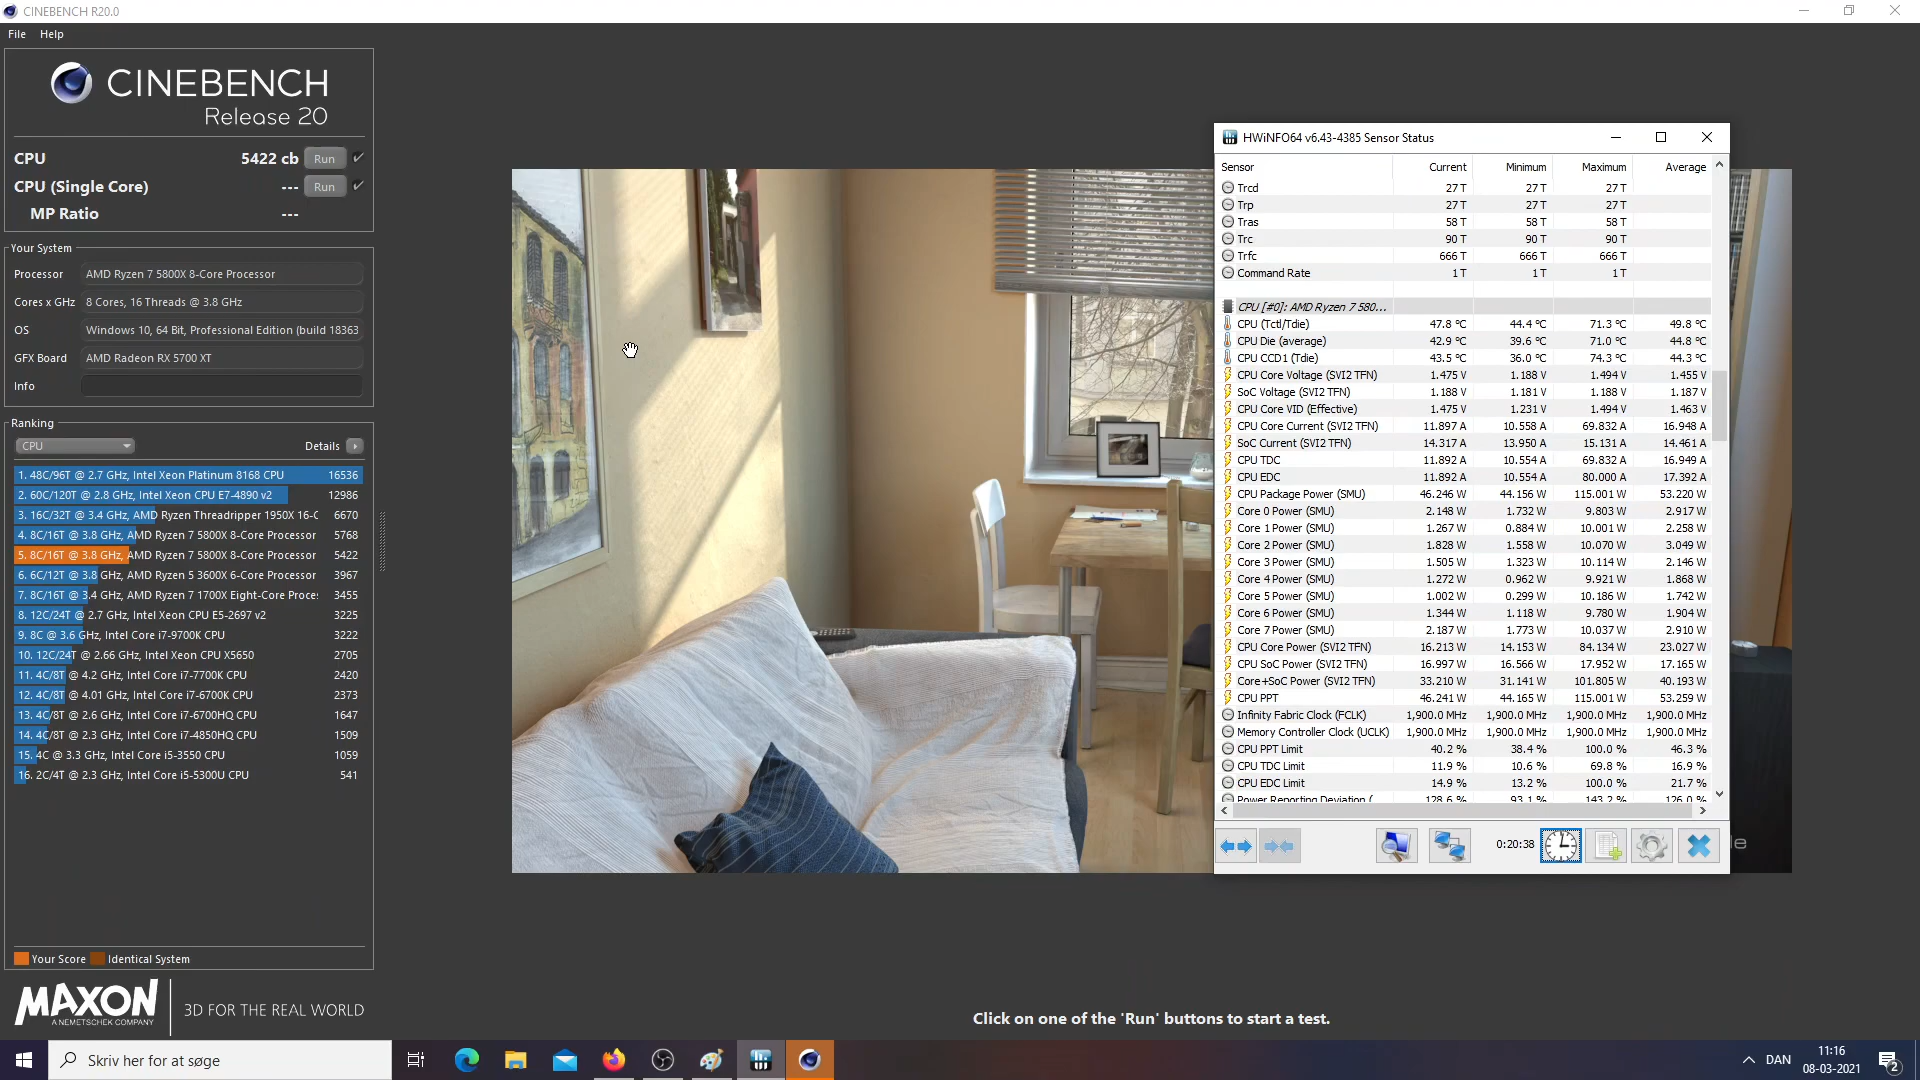 CINEBENCH R20.0
File Help
CINEBENCH
Release 20
CPU 5422 cb Run
CPU (Single Core) --- Run
MP Ratio ---
Your System
Processor AMD Ryzen 7 5800X 8-Core Processor
Cores x GHz 8 Cores, 16 Threads @ 3.8 GHz
OS Windows 10, 64 Bit, Professional Edition (build 18363
GFX Board AMD Radeon RX 5700 XT
Info
Ranking
CPU Details
1. 48C/96T @ 2.7 GHz, Intel Xeon Platinum 8168 CPU 16536
2. 60C/120T @ 2.8 GHz, Intel Xeon CPU E7-4890 v2 12986
3. 16C/32T @ 3.4 GHz, AMD Ryzen Threadripper 1950X 16-C 6670
4. 8C/16T @ 3.8 GHz, AMD Ryzen 7 5800X 8-Core Processor 5768
5. 8C/16T @ 3.8 GHz, AMD Ryzen 7 5800X 8-Core Processor 5422
6. 6C/12T @ 3.8 GHz, AMD Ryzen 5 3600X 6-Core Processor 3967
7. 8C/16T @ 3.4 GHz, AMD Ryzen 7 1700X Eight-Core Proce: 3455
8. 12C/24T @ 2.7 GHz, Intel Xeon CPU E5-2697 v2 3225
9. 8C @ 3.6 GHz, Intel Core i7-9700K CPU 3222
10. 12C/24T @ 2.66 GHz, Intel Xeon CPU X5650 2705
11. 4C/8T @ 4.2 GHz, Intel Core i7-7700K CPU 2420
12. 4C/8T @ 4.01 GHz, Intel Core i7-6700K CPU 2373
13. 4C/8T @ 2.6 GHz, Intel Core i7-6700HQ CPU 1647
14. 4C/8T @ 2.3 GHz, Intel Core i7-4850HQ CPU 1509
15. 4C @ 3.3 GHz, Intel Core i5-3550 CPU 1059
16. 2C/4T @ 2.3 GHz, Intel Core i5-5300U CPU 541
Your Score Identical System
MAXON
A NEMETSCHEK COMPANY
3D FOR THE REAL WORLD
HWiNFO64 v6.43-4385 Sensor Status
Sensor Current Minimum Maximum Average
Trcd 27 T 27 T 27 T
Trp 27 T 27 T 27 T
Tras 58 T 58 T 58 T
Trc 90 T 90 T 90 T
Trfc 666 T 666 T 666 T
Command Rate 1 T 1 T 1 T
CPU [#0]: AMD Ryzen 7 580...
CPU (Tctl/Tdie) 47.8 °C 44.4 °C 71.3 °C 49.8 °C
CPU Die (average) 42.9 °C 39.6 °C 71.0 °C 44.8 °C
CPU CCD1 (Tdie) 43.5 °C 36.0 °C 74.3 °C 44.3 °C
CPU Core Voltage (SVI2 TFN) 1.475 V 1.188 V 1.494 V 1.455 V
SoC Voltage (SVI2 TFN) 1.188 V 1.181 V 1.188 V 1.187 V
CPU Core VID (Effective) 1.475 V 1.231 V 1.494 V 1.463 V
CPU Core Current (SVI2 TFN) 11.897 A 10.558 A 69.832 A 16.948 A
SoC Current (SVI2 TFN) 14.317 A 13.950 A 15.131 A 14.461 A
CPU TDC 11.892 A 10.554 A 69.832 A 16.949 A
CPU EDC 11.892 A 10.554 A 80.000 A 17.392 A
CPU Package Power (SMU) 46.246 W 44.156 W 115.001 W 53.220 W
Core 0 Power (SMU) 2.148 W 1.732 W 9.803 W 2.917 W
Core 1 Power (SMU) 1.267 W 0.884 W 10.001 W 2.258 W
Core 2 Power (SMU) 1.828 W 1.558 W 10.070 W 3.049 W
Core 3 Power (SMU) 1.505 W 1.323 W 10.114 W 2.146 W
Core 4 Power (SMU) 1.272 W 0.962 W 9.921 W 1.868 W
Core 5 Power (SMU) 1.002 W 0.299 W 10.186 W 1.742 W
Core 6 Power (SMU) 1.344 W 1.118 W 9.780 W 1.904 W
Core 7 Power (SMU) 2.187 W 1.773 W 10.037 W 2.910 W
CPU Core Power (SVI2 TFN) 16.213 W 14.153 W 84.134 W 23.027 W
CPU SoC Power (SVI2 TFN) 16.997 W 16.566 W 17.952 W 17.165 W
Core+SoC Power (SVI2 TFN) 33.210 W 31.141 W 101.805 W 40.193 W
CPU PPT 46.241 W 44.165 W 115.001 W 53.259 W
Infinity Fabric Clock (FCLK) 1,900.0 MHz 1,900.0 MHz 1,900.0 MHz 1,900.0 MHz
Memory Controller Clock (UCLK) 1,900.0 MHz 1,900.0 MHz 1,900.0 MHz 1,900.0 MHz
CPU PPT Limit 40.2 % 38.4 % 100.0 % 46.3 %
CPU TDC Limit 11.9 % 10.6 % 69.8 % 16.9 %
CPU EDC Limit 14.9 % 13.2 % 100.0 % 21.7 %
Power Reporting Deviation ( 128.6 % 93.1 % 143.2 % 126.0 %
0:20:38
de
Click on one of the 'Run' buttons to start a test.
Skriv her for at søge
DAN
11:16
08-03-2021
2